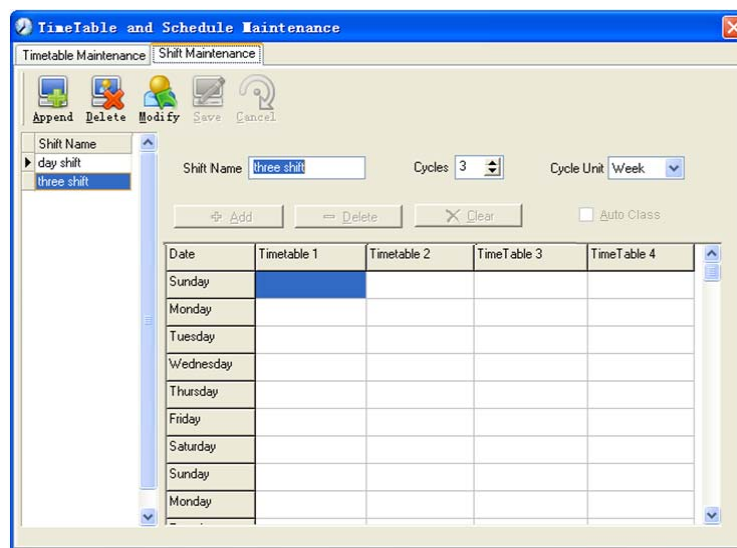 TimeTable and Schedule Maintenance
Timetable Maintenance Shift Maintenance
Append Delete Modify Save Cancel
Shift Name
day shift
three shift
Shift Name three shift Cycles 3 Cycle Unit Week
Add Delete Clear Auto Class
Date Timetable 1 Timetable 2 TimeTable 3 TimeTable 4
Sunday
Monday
Tuesday
Wednesday
Thursday
Friday
Saturday
Sunday
Monday